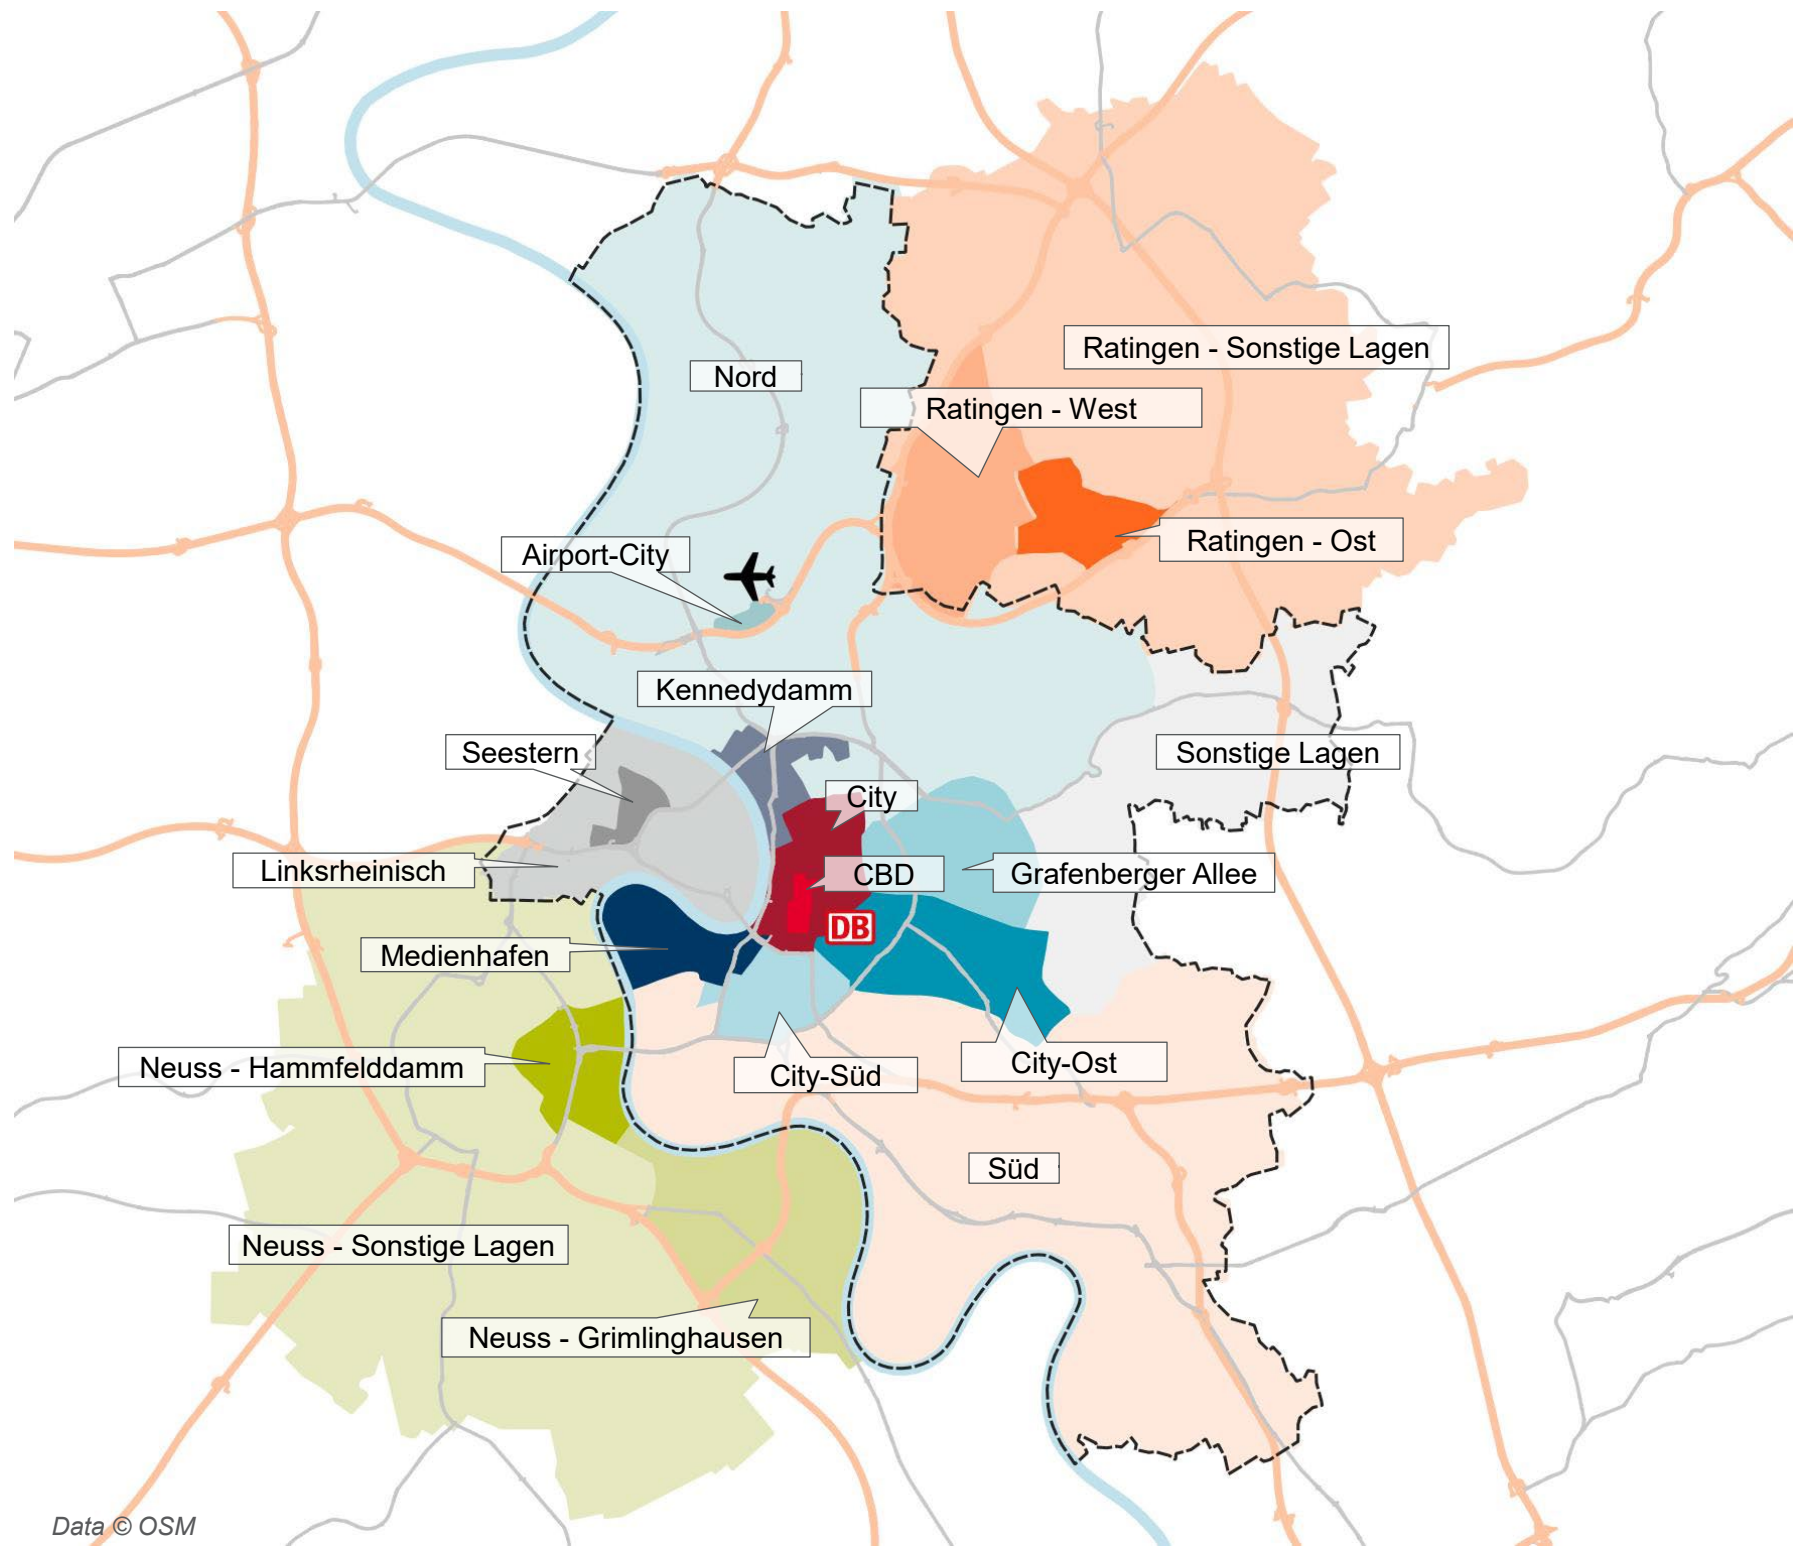 Ratingen - Sonstige Lagen
Nord
Ratingen - West
Ratingen - Ost
Airport-City
Kennedydamm
Seestern
Sonstige Lagen
City
Linksrheinisch
CBD
Grafenberger Allee
DB
Medienhafen
Neuss - Hammfelddamm
City-Süd
City-Ost
Süd
Neuss - Sonstige Lagen
Neuss - Grimlinghausen
Data © OSM